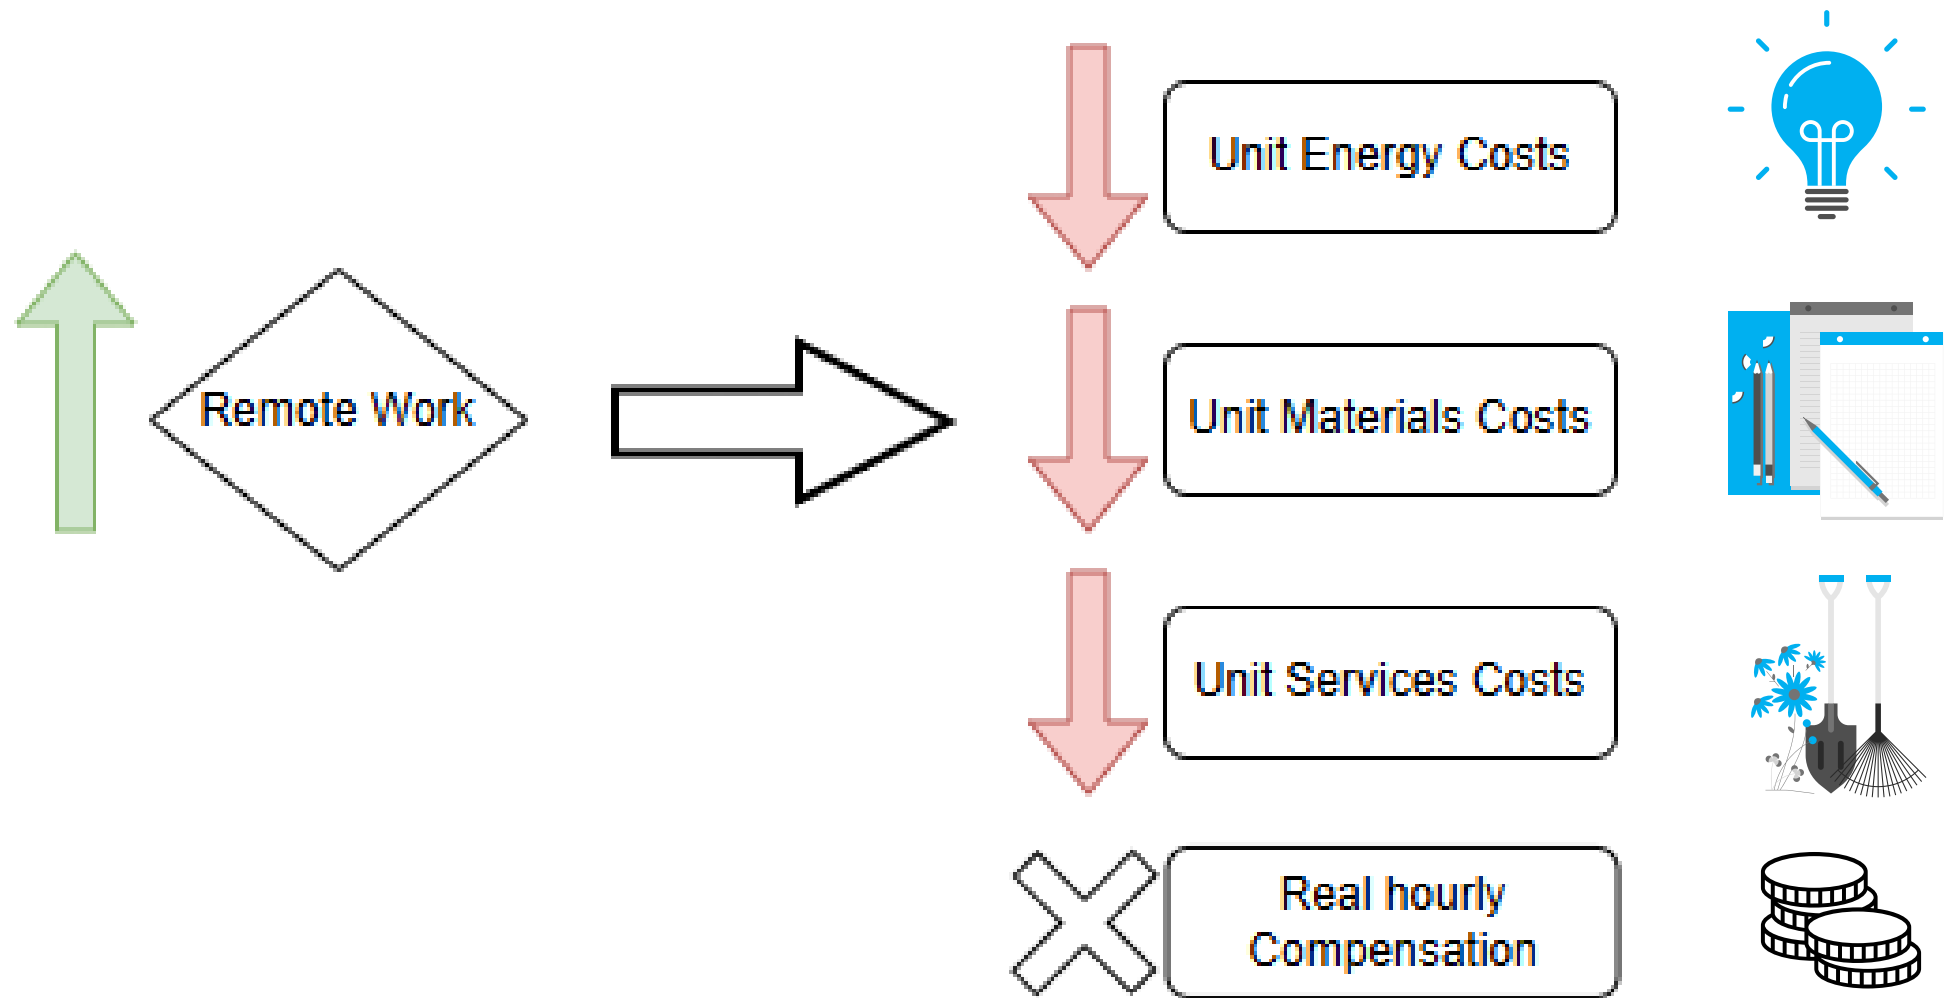 Remote Work
Unit Energy Costs
Unit Materials Costs
Unit Services Costs
Real hourly
Compensation